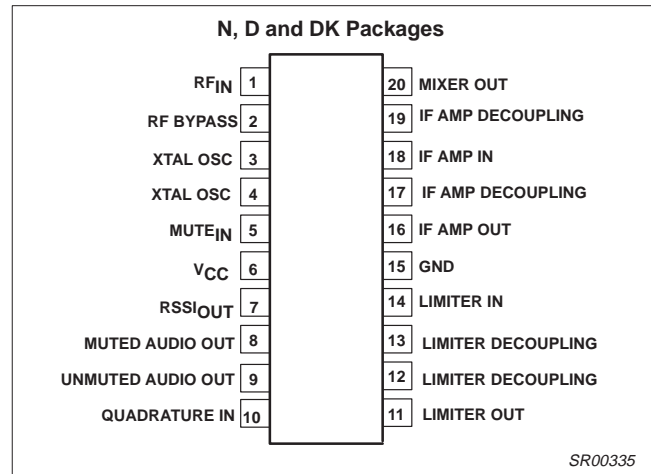 N, D and DK Packages
RFIN 1
RF BYPASS 2
XTAL OSC 3
XTAL OSC 4
MUTEIN 5
VCC 6
RSSIOUT 7
MUTED AUDIO OUT 8
UNMUTED AUDIO OUT 9
QUADRATURE IN 10
20 MIXER OUT
19 IF AMP DECOUPLING
18 IF AMP IN
17 IF AMP DECOUPLING
16 IF AMP OUT
15 GND
14 LIMITER IN
13 LIMITER DECOUPLING
12 LIMITER DECOUPLING
11 LIMITER OUT
SR00335